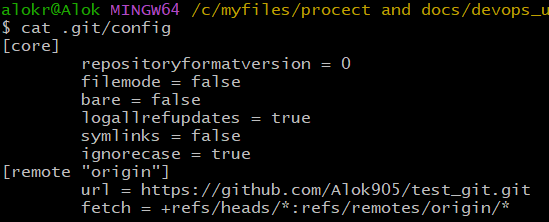 alokr@Alok MINGW64 /c/myfiles/procect and docs/devops_u
$ cat .git/config
[core]
        repositoryformatversion = 0
        filemode = false
        bare = false
        logallrefupdates = true
        symlinks = false
        ignorecase = true
[remote "origin"]
        url = https://github.com/Alok905/test_git.git
        fetch = +refs/heads/*:refs/remotes/origin/*